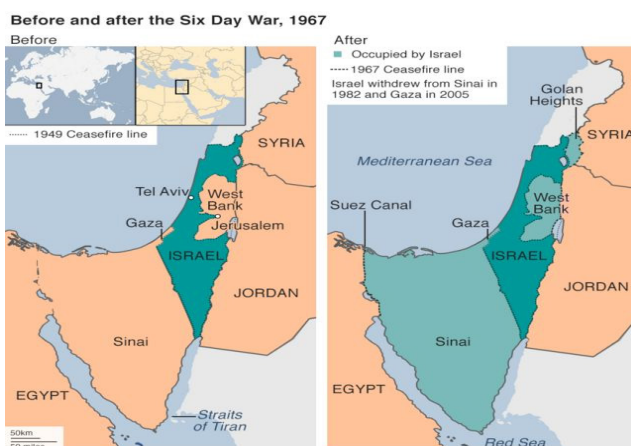 Before and after the Six Day War, 1967
Before
1949 Ceasefire line
SYRIA
Tel Aviv
West
Bank
Gaza
Jerusalem
ISRAEL
JORDAN
Sinai
EGYPT
Straits
of Tiran
50km
After
Occupied by Israel
1967 Ceasefire line
Israel withdrew from Sinai in
1982 and Gaza in 2005
Golan
Heights
SYRIA
Mediterranean Sea
Suez Canal
West
Bank
Gaza
ISRAEL
JORDAN
Sinai
EGYPT
Red Sea